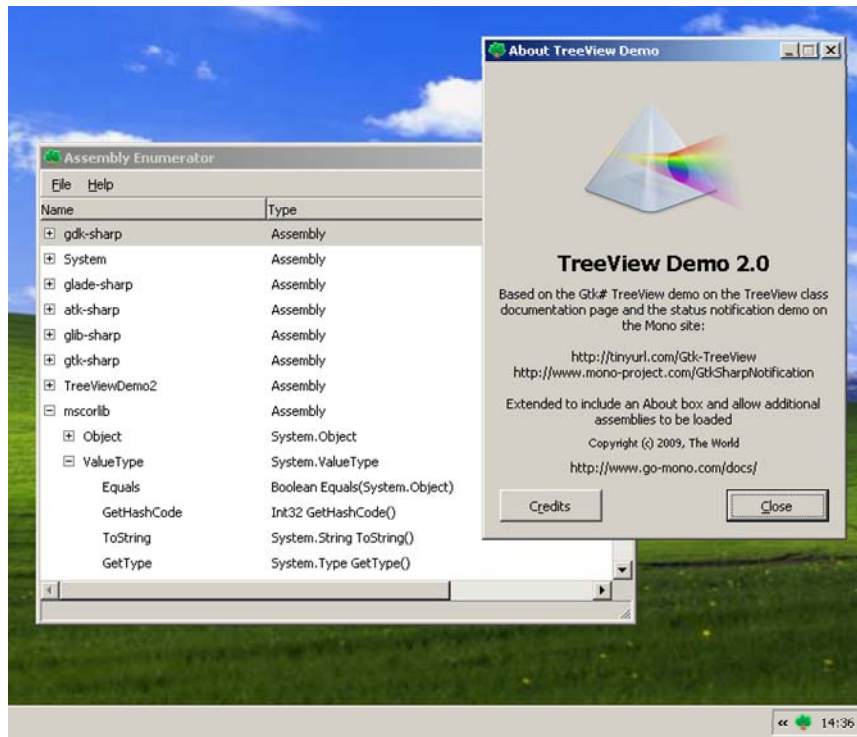 About TreeView Demo
Assembly Enumerator
File Help
Name Type
gdk-sharp Assembly
System Assembly
glade-sharp Assembly
atk-sharp Assembly
glib-sharp Assembly
gtk-sharp Assembly
TreeViewDemo2 Assembly
mscorlib Assembly
Object System.Object
ValueType System.ValueType
Equals Boolean Equals(System.Object)
GetHashCode Int32 GetHashCode()
ToString System.String ToString()
GetType System.Type GetType()
TreeView Demo 2.0
Based on the Gtk# TreeView demo on the TreeView class
documentation page and the status notification demo on
the Mono site:
http://tinyurl.com/Gtk-TreeView
http://www.mono-project.com/GtkSharpNotification
Extended to include an About box and allow additional
assemblies to be loaded
Copyright (c) 2009, The World
http://www.go-mono.com/docs/
Credits Close
14:36